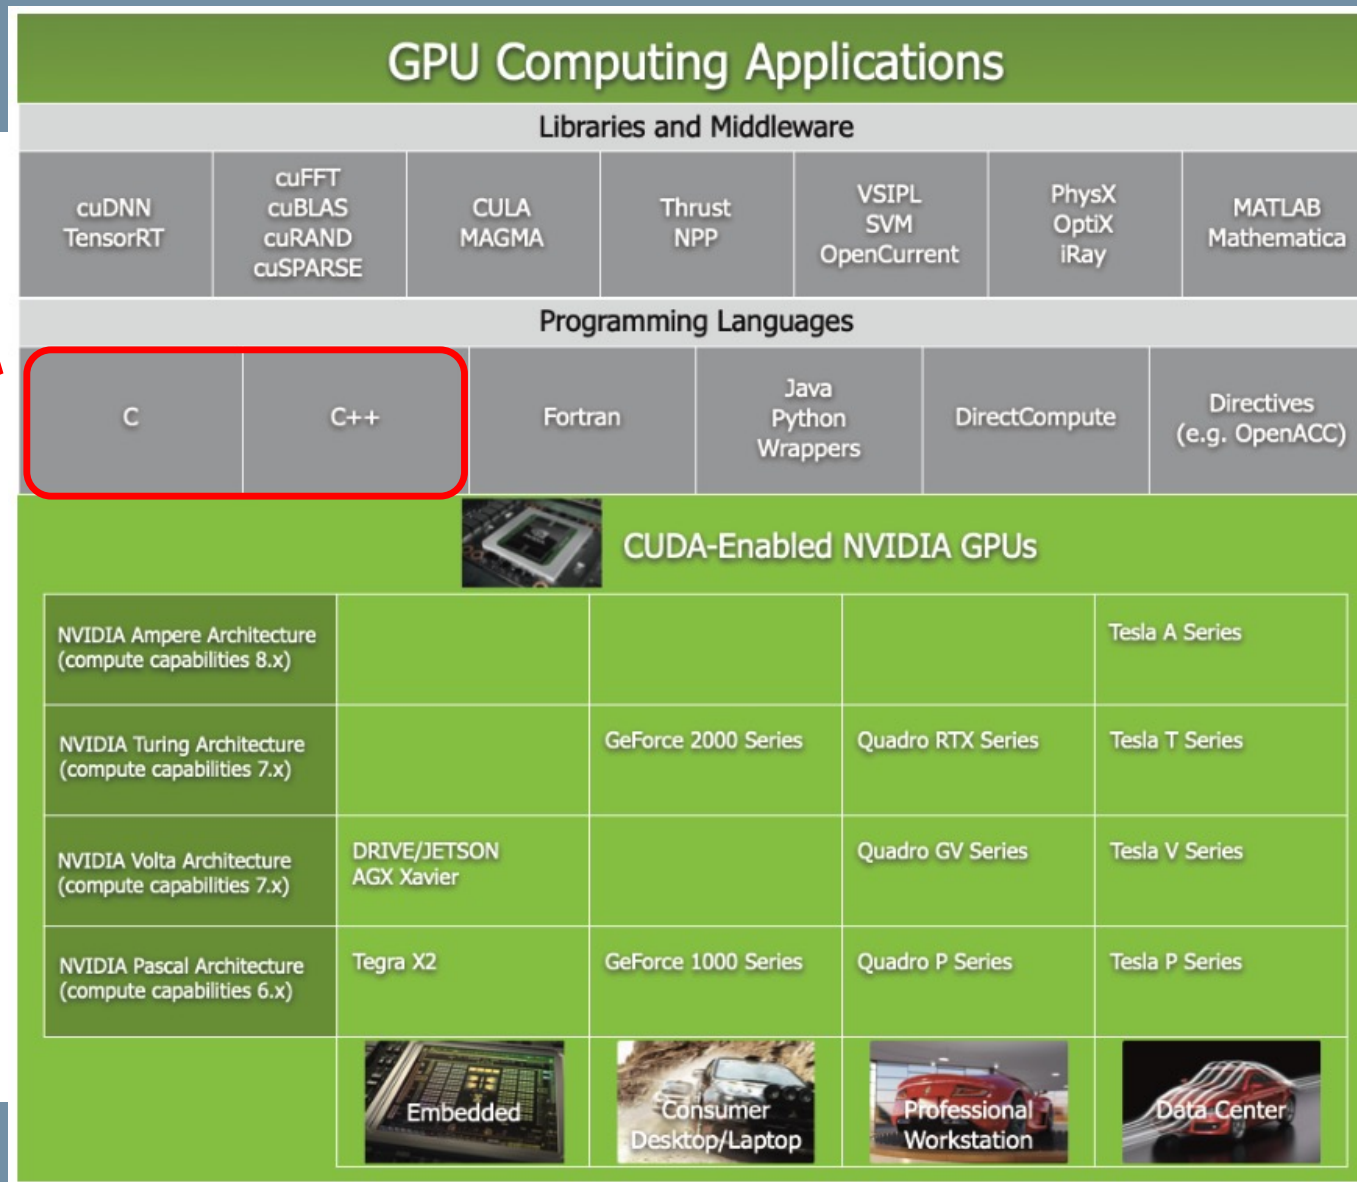 GPU Computing Applications
Libraries and Middleware
cuDNN
TensorRT
cuFFT
cuBLAS
cuRAND
cuSPARSE
CULA
MAGMA
Thrust
NPP
VSIPL
SVM
OpenCurrent
PhysX
OptiX
iRay
MATLAB
Mathematica
Programming Languages
C
C++
Fortran
Java
Python
Wrappers
DirectCompute
Directives
(e.g. OpenACC)
CUDA-Enabled NVIDIA GPUs
NVIDIA Ampere Architecture
(compute capabilities 8.x)
Tesla A Series
NVIDIA Turing Architecture
(compute capabilities 7.x)
GeForce 2000 Series
Quadro RTX Series
Tesla T Series
NVIDIA Volta Architecture
(compute capabilities 7.x)
DRIVE/JETSON
AGX Xavier
Quadro GV Series
Tesla V Series
NVIDIA Pascal Architecture
(compute capabilities 6.x)
Tegra X2
GeForce 1000 Series
Quadro P Series
Tesla P Series
Embedded
Consumer
Desktop/Laptop
Professional
Workstation
Data Center